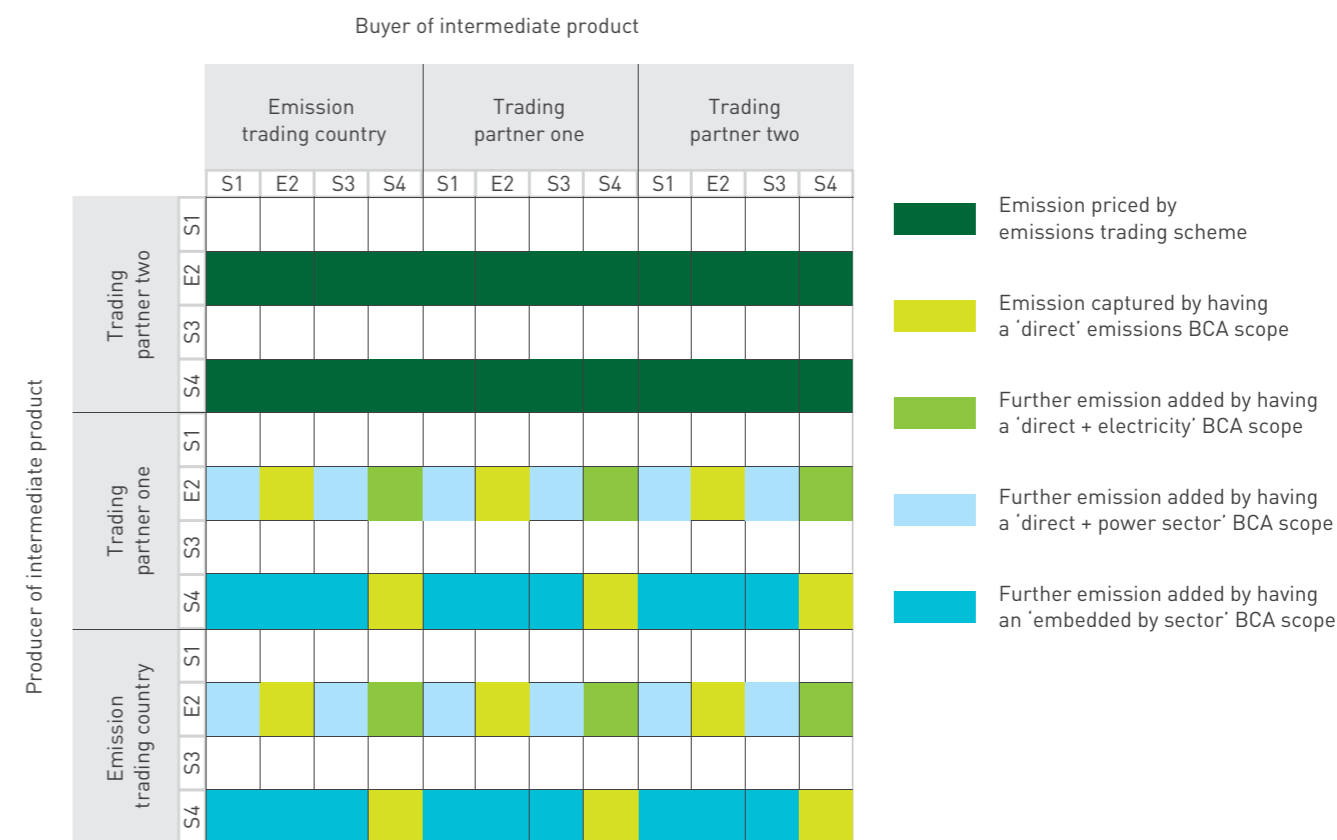 Buyer of intermediate product
Emission
trading country
Trading
partner one
Trading
partner two
S1 E2 S3 S4 S1 E2 S3 S4 S1 E2 S3 S4
Producer of intermediate product
Trading
partner two
S1
E2
S3
S4
Trading
partner one
S1
E2
S3
S4
Emission
trading country
S1
E2
S3
S4
Emission priced by
emissions trading scheme
Emission captured by having
a ‘direct’ emissions BCA scope
Further emission added by having
a ‘direct + electricity’ BCA scope
Further emission added by having
a ‘direct + power sector’ BCA scope
Further emission added by having
an ‘embedded by sector’ BCA scope